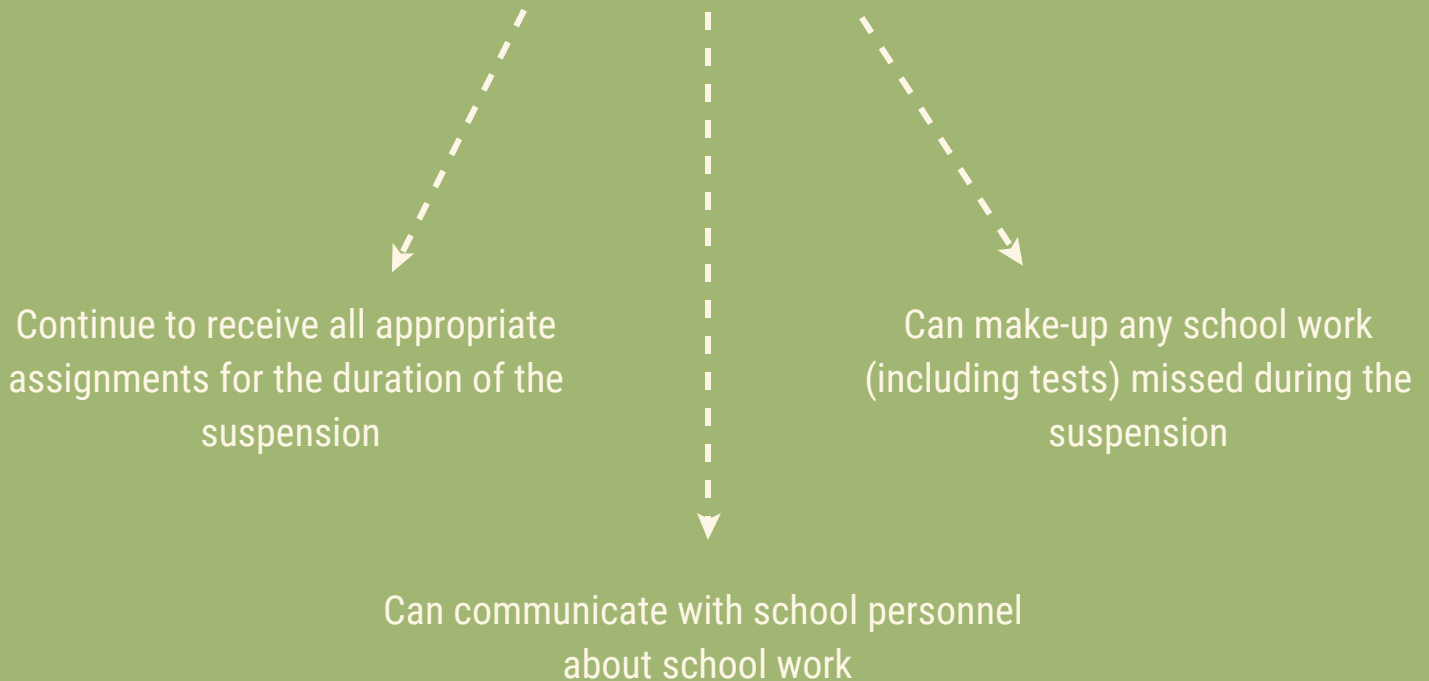 Continue to receive all appropriate
assignments for the duration of the
suspension
Can make-up any school work
(including tests) missed during the
suspension
Can communicate with school personnel
about school work